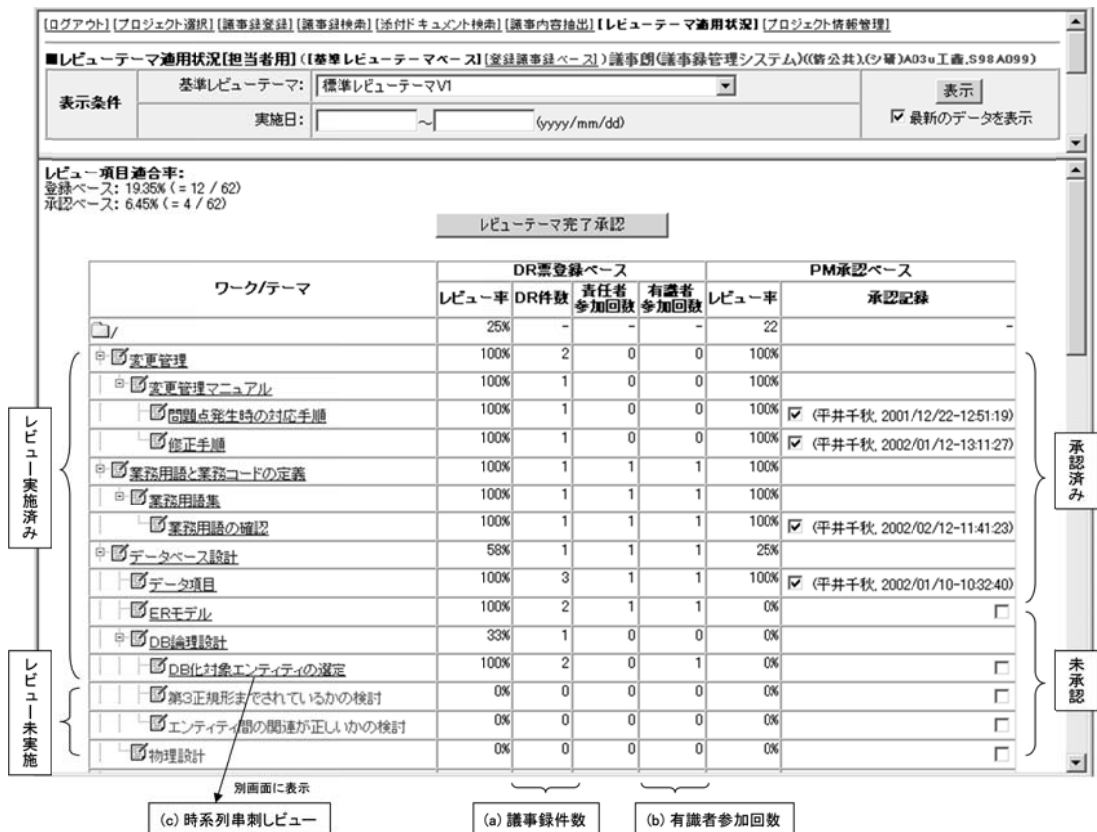 [ログアウト] [プロジェクト選択] [議事録登録] [議事録検索] [添付ドキュメント検索] [議事内容抽出] [レビューテーマ適用状況] [プロジェクト情報管理]
■レビューテーマ適用状況[担当者用] ([基準レビューテーマベース] [登録議事録ベース] ) 議事朗(議事録管理システム)
表示条件
基準レビューテーマ: 標準レビューテーマV1
表示
実施日: ～ (yyyy/mm/dd)
最新のデータを表示
レビュー項目適合率:
登録ベース: 19.35% ( = 12 / 62)
承認ベース: 6.45% ( = 4 / 62)
レビューテーマ完了承認
ワーク/テーマ DR票登録ベース PM承認ベース
レビュー率 DR件数 責任者参加回数 有識者参加回数 レビュー率 承認記録
/ 25% - - - 22 -
変更管理 100% 2 0 0 100%
変更管理マニュアル 100% 1 0 0 100%
問題点発生時の対応手順 100% 1 0 0 100% (平井千秋, 2001/12/22-12:51:19)
修正手順 100% 1 0 0 100% (平井千秋, 2002/01/12-13:11:27)
業務用語と業務コードの定義 100% 1 1 1 100%
業務用語集 100% 1 1 1 100%
業務用語の確認 100% 1 1 1 100% (平井千秋, 2002/02/12-11:41:23)
データベース設計 58% 1 1 1 25%
データ項目 100% 3 1 1 100% (平井千秋, 2002/01/10-10:32:40)
ERモデル 100% 2 1 1 0%
DB論理設計 33% 1 0 0 0%
DB化対象エンティティの選定 100% 2 0 1 0%
第3正規形までされているかの検討 0% 0 0 0 0%
エンティティ間の関連が正しいかの検討 0% 0 0 0 0%
物理設計 0% 0 0 0 0%
レビュー実施済み
レビュー未実施
承認済み
未承認
別画面に表示
(c) 時系列串刺しレビュー
(a) 議事録件数
(b) 有識者参加回数